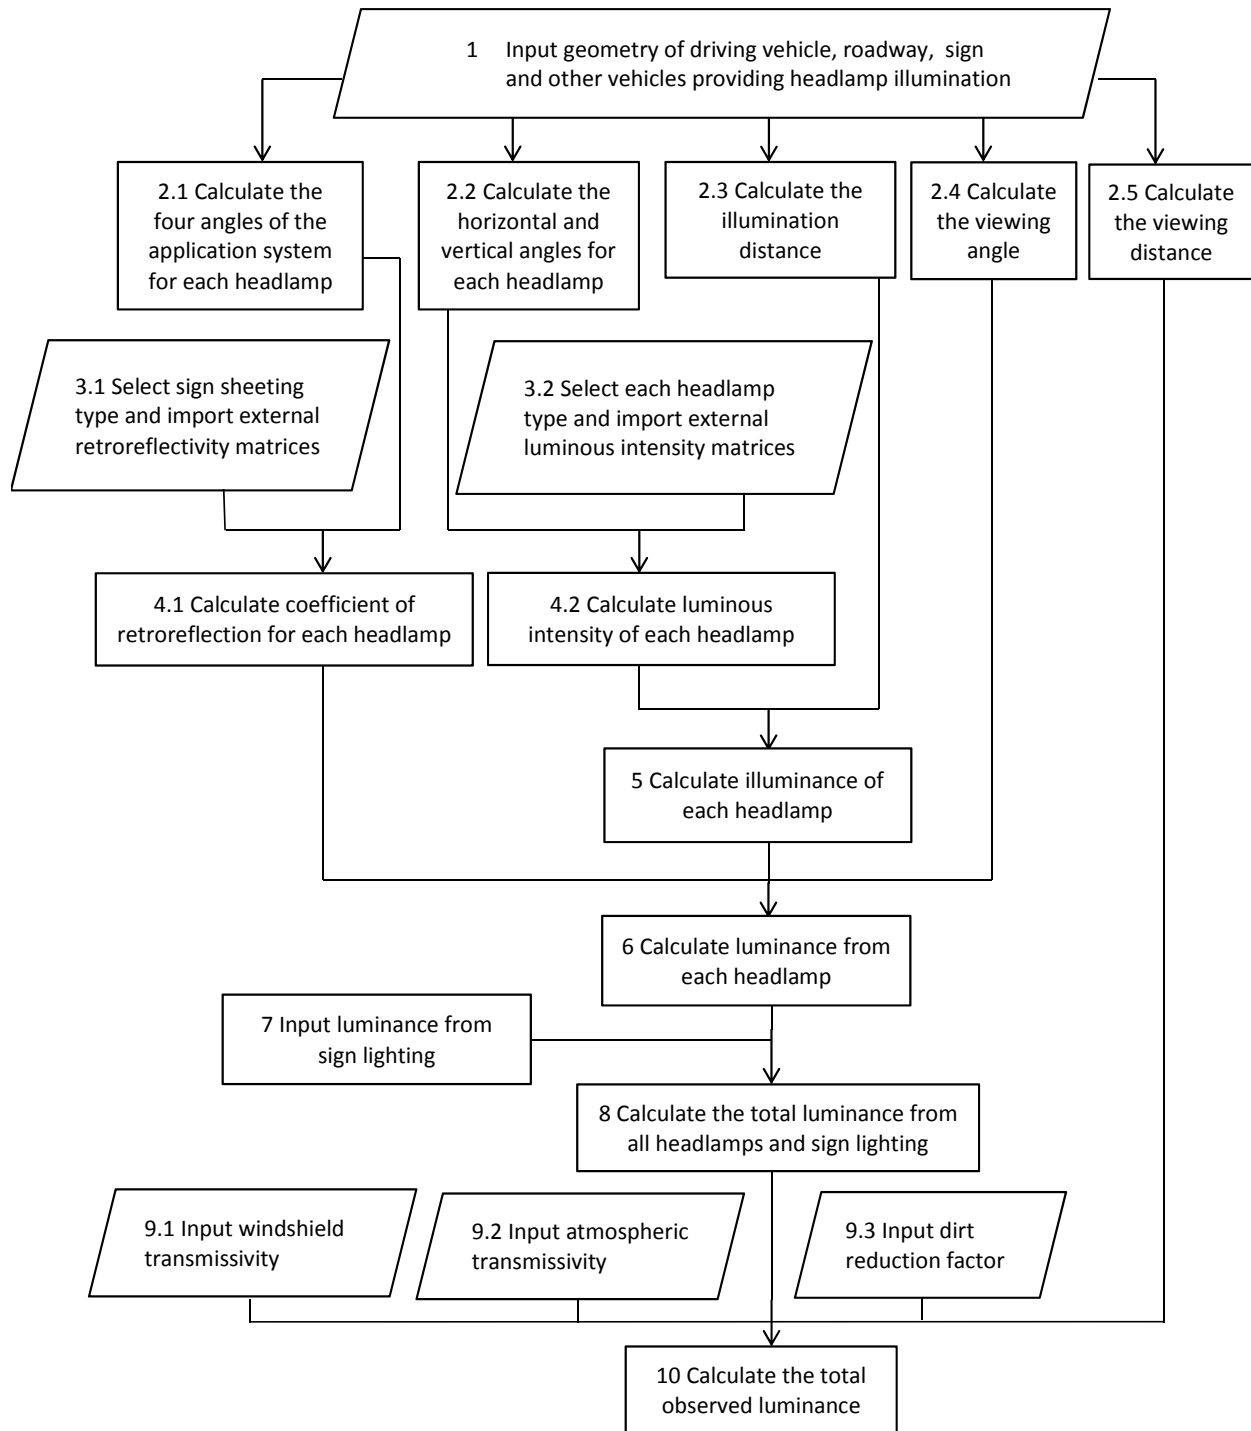 1 Input geometry of driving vehicle, roadway, sign
and other vehicles providing headlamp illumination
2.1 Calculate the
four angles of the
application system
for each headlamp
2.2 Calculate the
horizontal and
vertical angles for
each headlamp
2.3 Calculate the
illumination
distance
2.4 Calculate
the viewing
angle
2.5 Calculate
the viewing
distance
3.1 Select sign sheeting
type and import external
retroreflectivity matrices
3.2 Select each headlamp
type and import external
luminous intensity matrices
4.1 Calculate coefficient of
retroreflection for each headlamp
4.2 Calculate luminous
intensity of each headlamp
5 Calculate illuminance of
each headlamp
6 Calculate luminance from
each headlamp
7 Input luminance from
sign lighting
8 Calculate the total luminance from
all headlamps and sign lighting
9.1 Input windshield
transmissivity
9.2 Input atmospheric
transmissivity
9.3 Input dirt
reduction factor
10 Calculate the total
observed luminance